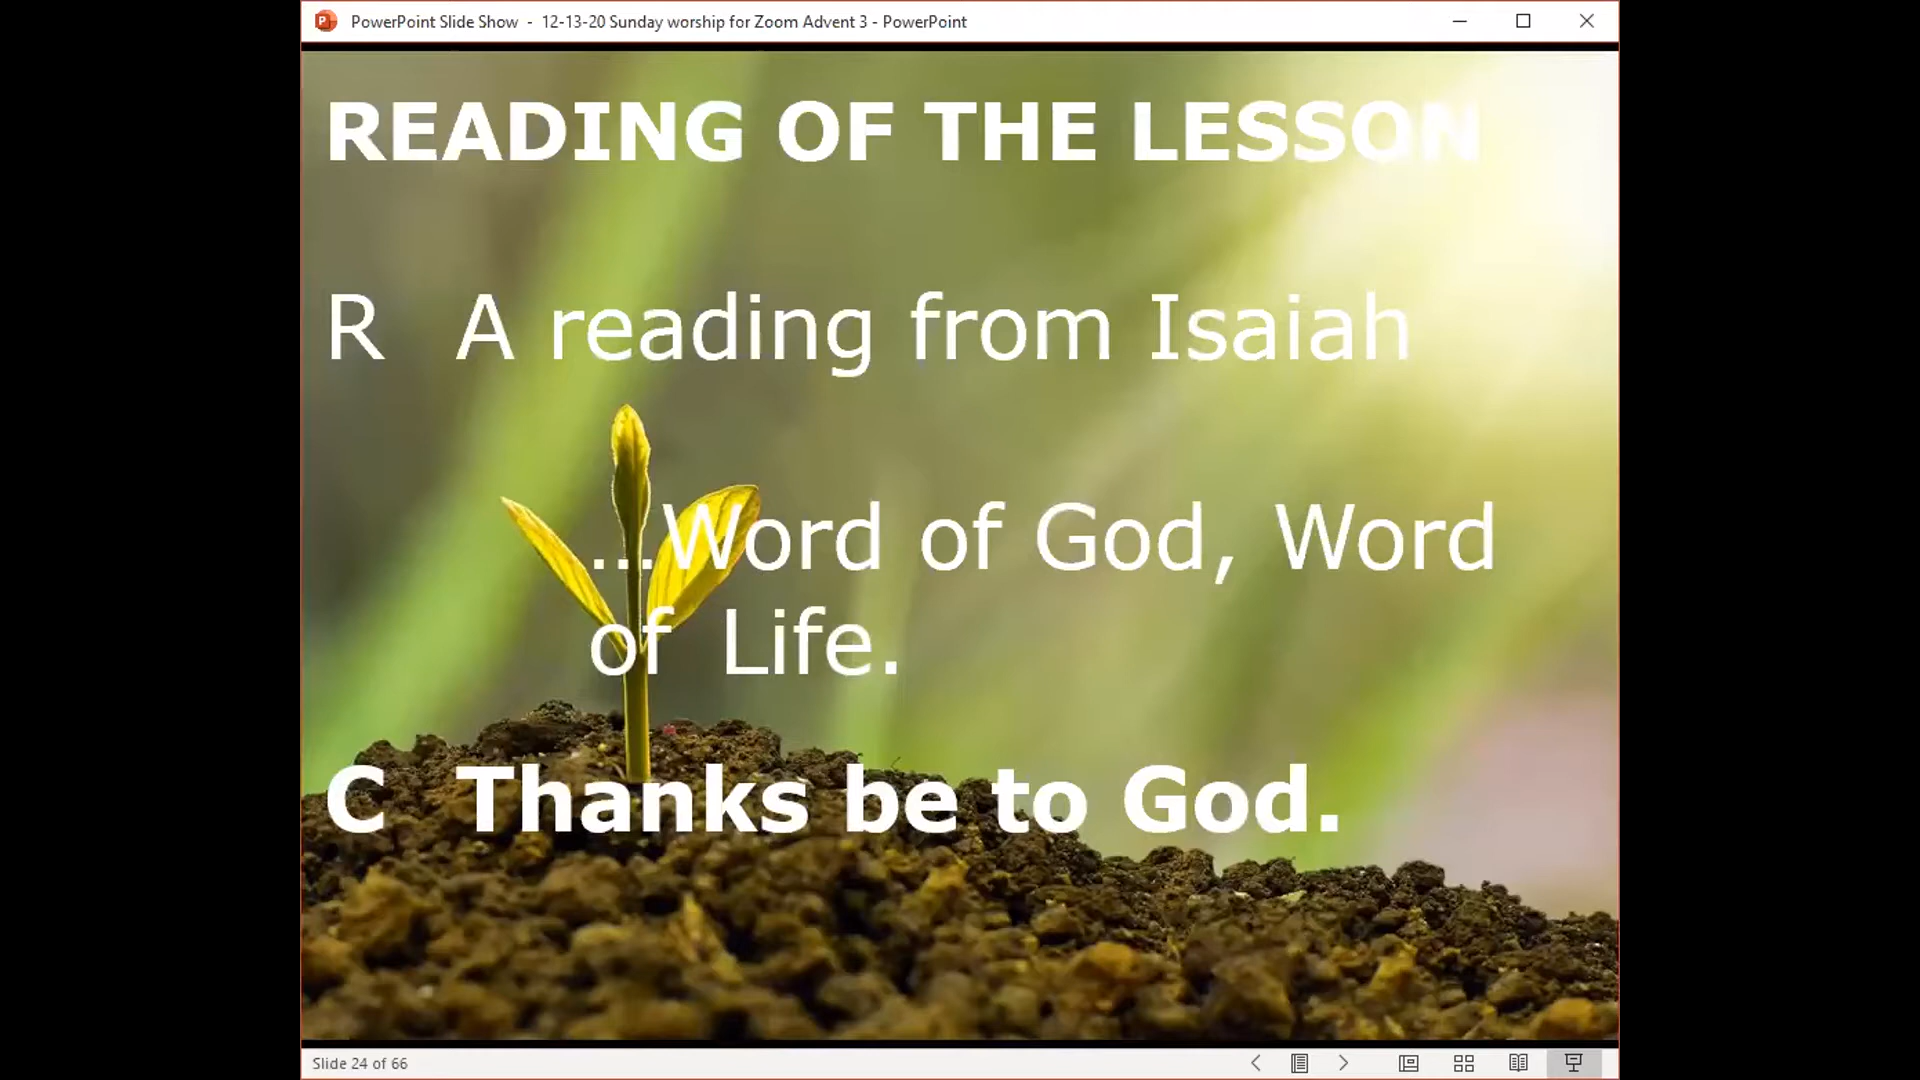 PowerPoint Slide Show - 12-13-20 Sunday worship for Zoom Advent 3 - PowerPoint
READING OF THE LESSON
R A reading from Isaiah
...Word of God, Word
of Life.
C Thanks be to God.
Slide 24 of 66